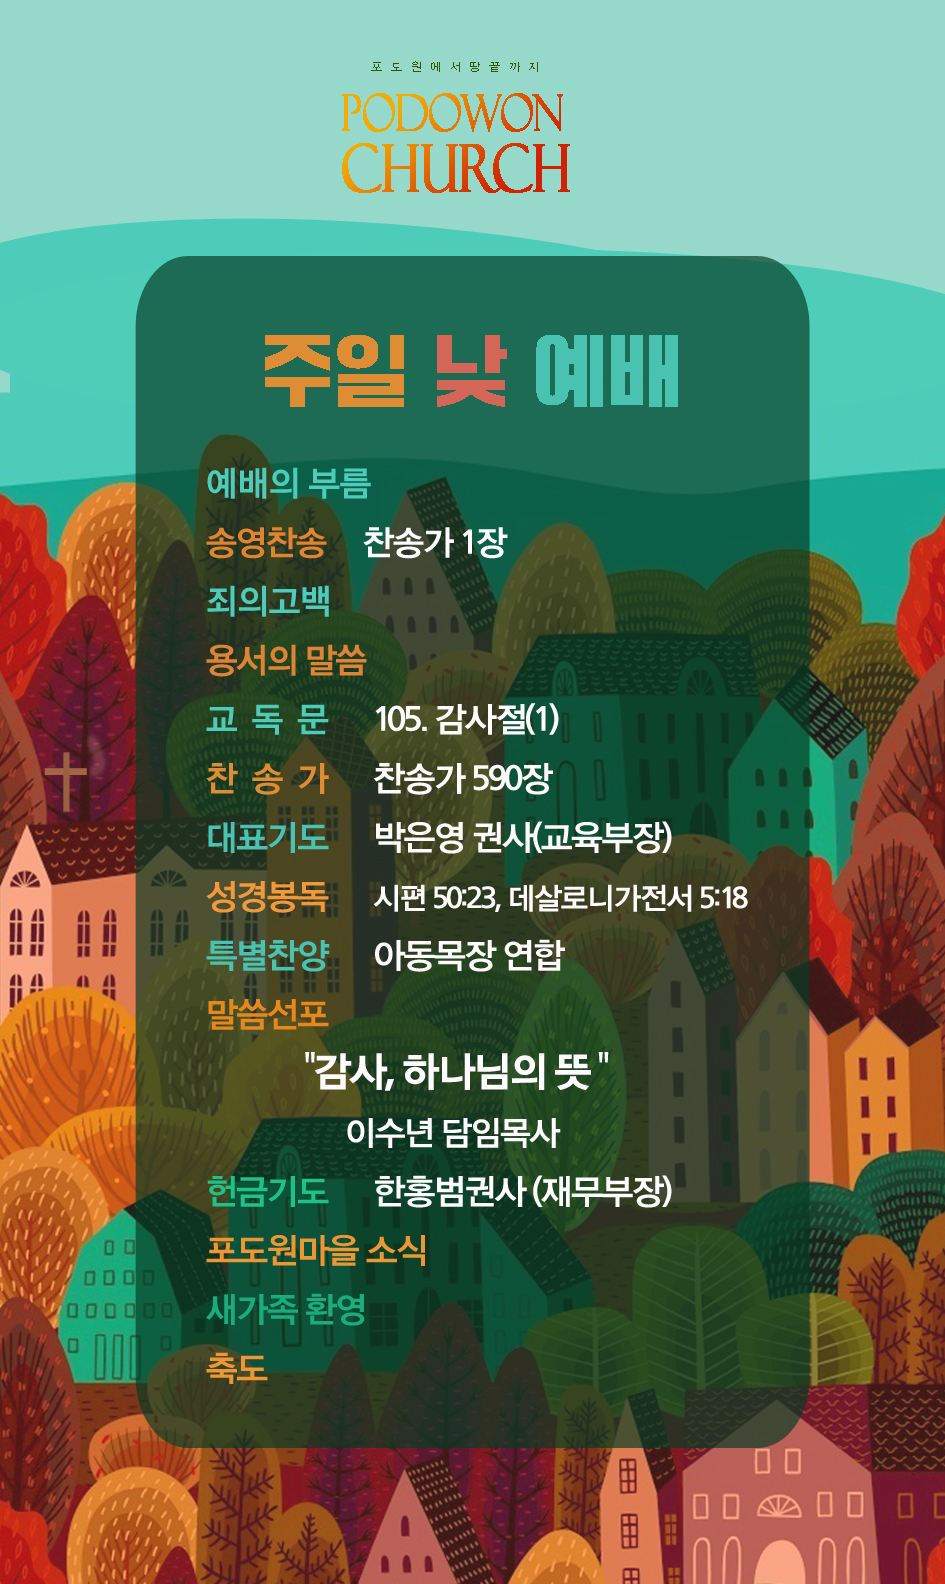 포도원에서땅끝까지
PODOWON
CHURCH
주일 낮 예배
예배의 부름
송영찬송 찬송가 1장
죄의고백
용서의 말씀
교 독 문 105. 감사절(1)
찬 송 가 찬송가 590장
대표기도 박은영 권사(교육부장)
성경봉독 시편 50:23, 데살로니가전서 5:18
특별찬양 아동목장 연합
말씀선포
"감사, 하나님의 뜻 "
이수년 담임목사
헌금기도 한홍범권사 (재무부장)
포도원마을 소식
새가족 환영
축도